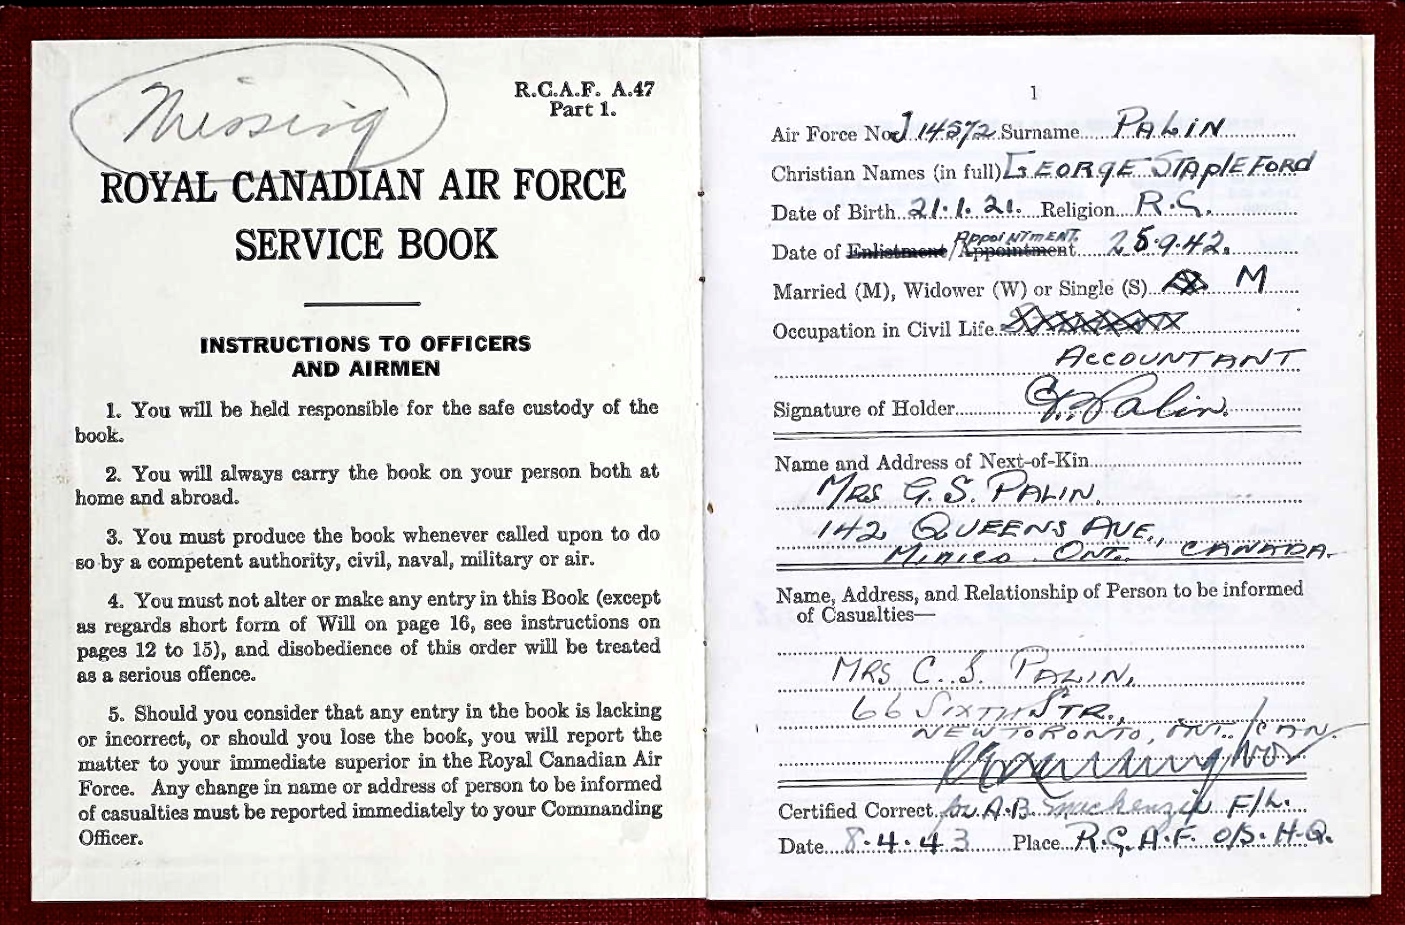 Missing
R.C.A.F. A.47
Part 1.
ROYAL CANADIAN AIR FORCE
SERVICE BOOK
INSTRUCTIONS TO OFFICERS
AND AIRMEN
1. You will be held responsible for the safe custody of the
book.
2. You will always carry the book on your person both at
home and abroad.
3. You must produce the book whenever called upon to do
so by a competent authority, civil, naval, military or air.
4. You must not alter or make any entry in this Book (except
as regards short form of Will on page 16, see instructions on
pages 12 to 15), and disobedience of this order will be treated
as a serious offence.
5. Should you consider that any entry in the book is lacking
or incorrect, or should you lose the book, you will report the
matter to your immediate superior in the Royal Canadian Air
Force. Any change in name or address of person to be informed
of casualties must be reported immediately to your Commanding
Officer.
1
Air Force No. J14572 Surname PALIN
Christian Names (in full) GEORGE STAPLEFORD
Date of Birth 21.1.21. Religion R.C.
Date of Enlistment/Appointment APPOINTMENT. 25.9.42.
Married (M), Widower (W) or Single (S) M
Occupation in Civil Life
ACCOUNTANT
Signature of Holder G.S. Palin.
Name and Address of Next-of-Kin
MRS G.S. PALIN.
142 QUEENS AVE.,
MIMICO. ONT., CANADA.
Name, Address, and Relationship of Person to be informed
of Casualties—
MRS C.S. PALIN.
66 SIXTH STR.,
NEW TORONTO, ONT., CAN.
Certified Correct for A.B. Mackenzie F/L.
Date 8.4.43 Place R.C.A.F. O/S. H.Q.